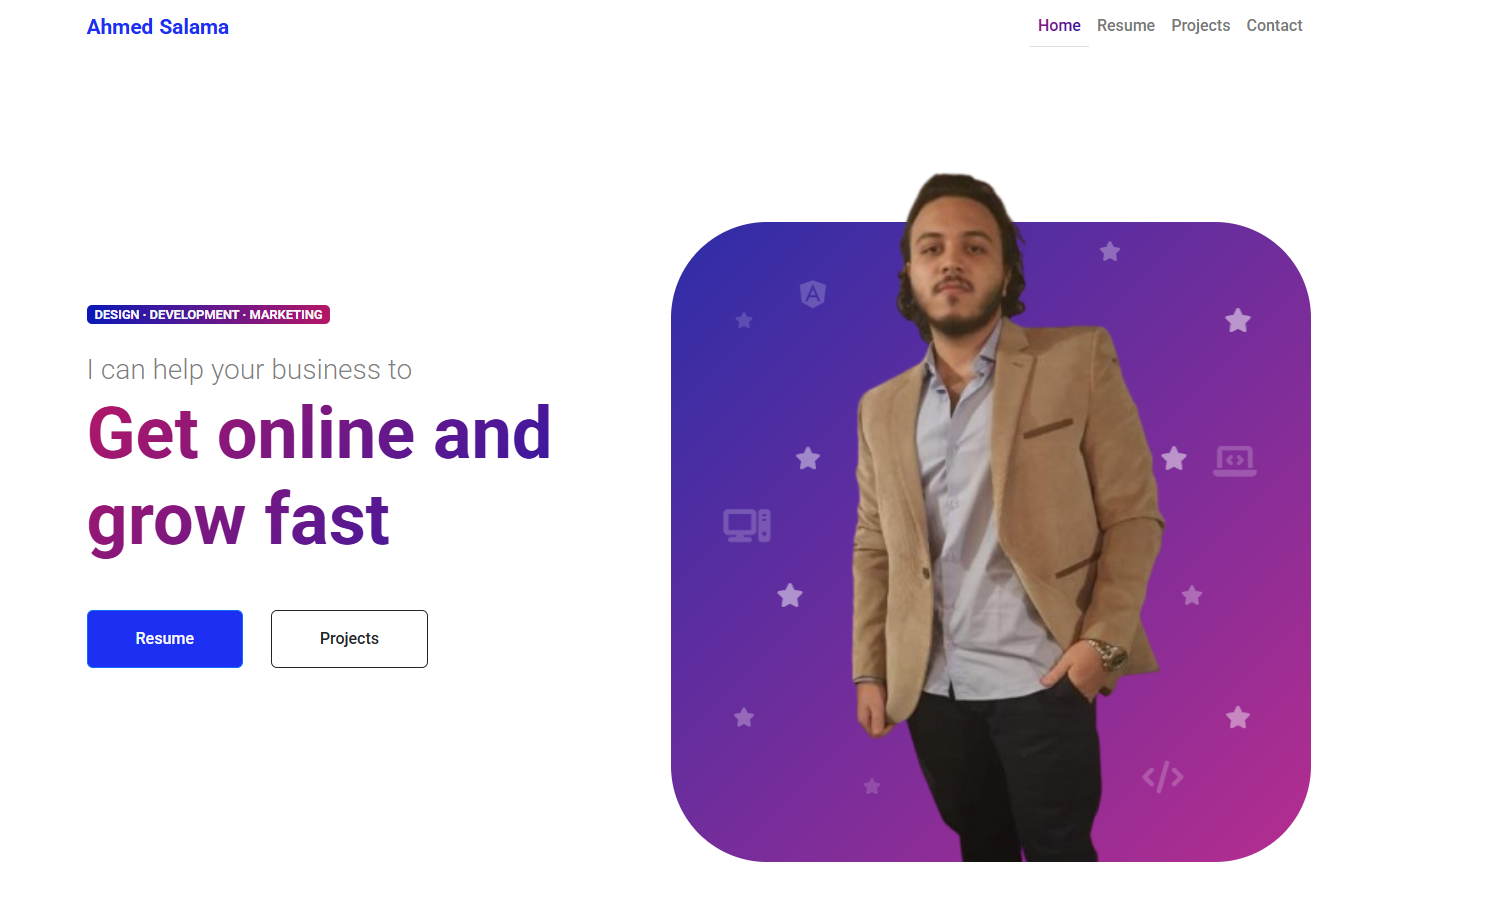 Ahmed Salama
Home Resume Projects Contact
DESIGN · DEVELOPMENT · MARKETING
I can help your business to
Get online and
grow fast
Resume Projects